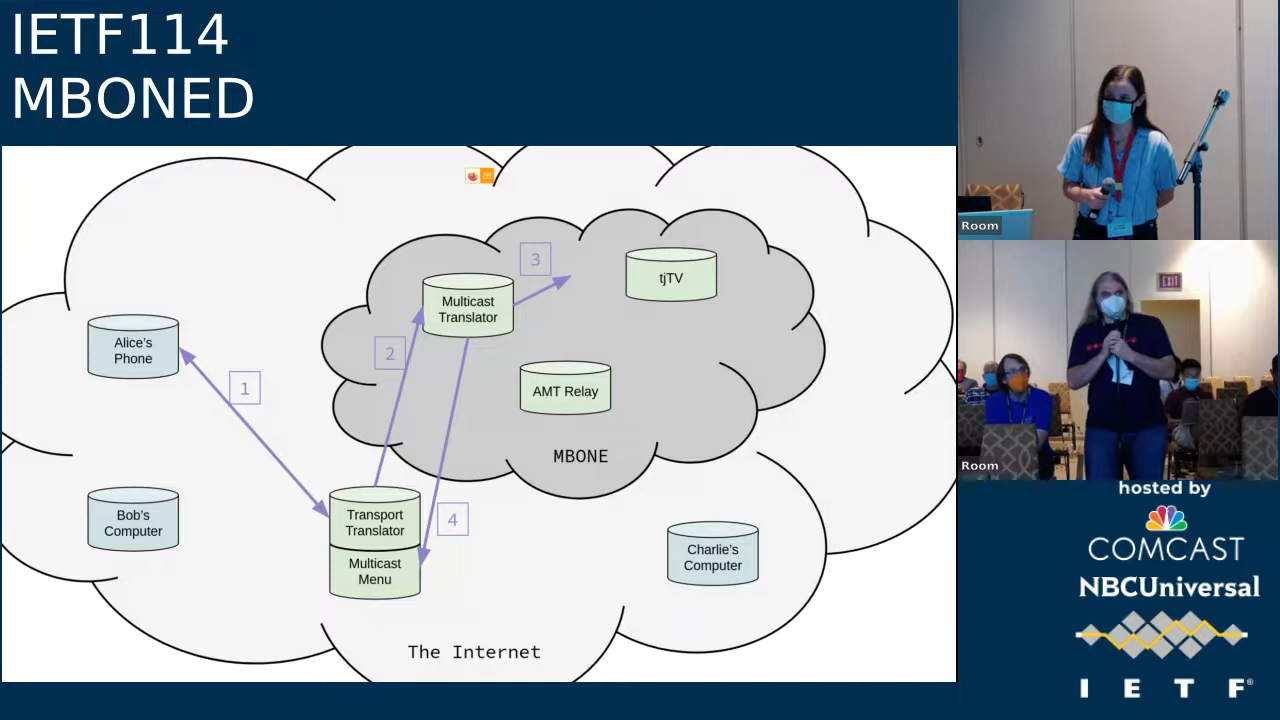 IETF114
MBONED
3
tjTV
Multicast
Translator
Alice's
Phone
2
1
AMT Relay
MBONE
Bob's
Computer
Transport
Translator
4
Multicast
Menu
Charlie's
Computer
The Internet
Room
EXIT
Room
hosted by
COMCAST
NBCUniversal
I E T F®